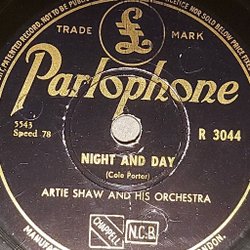 TRADE MARK
£
Parlophone
5543
Speed 78
R 3044
NIGHT AND DAY
(Cole Porter)
ARTIE SHAW AND HIS ORCHESTRA
CHAPPELL
N.C.B.